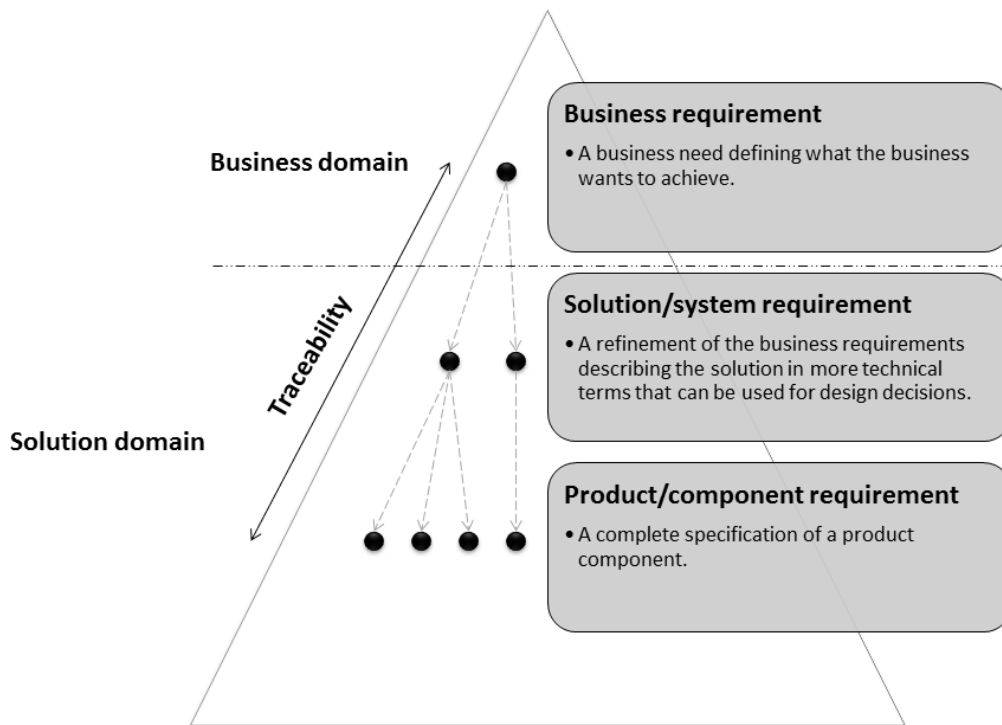 Business requirement
• A business need defining what the business
wants to achieve.
Business domain
Solution/system requirement
• A refinement of the business requirements
describing the solution in more technical
terms that can be used for design decisions.
Traceability
Solution domain
Product/component requirement
• A complete specification of a product
component.